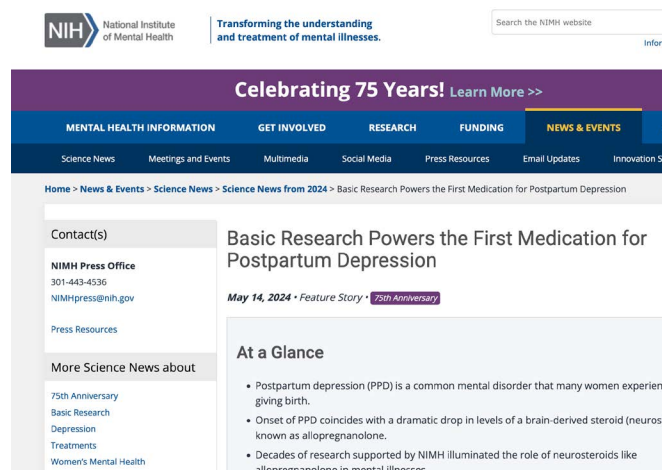 NIH National Institute of Mental Health
Transforming the understanding
and treatment of mental illnesses.
Search the NIMH website
Infor
Celebrating 75 Years! Learn More >>
MENTAL HEALTH INFORMATION GET INVOLVED RESEARCH FUNDING NEWS & EVENTS
Science News Meetings and Events Multimedia Social Media Press Resources Email Updates Innovation S
Home > News & Events > Science News > Science News from 2024 > Basic Research Powers the First Medication for Postpartum Depression
Contact(s)
NIMH Press Office
301-443-4536
NIMHpress@nih.gov
Press Resources
More Science News about
75th Anniversary
Basic Research
Depression
Treatments
Women's Mental Health
Basic Research Powers the First Medication for
Postpartum Depression
May 14, 2024 • Feature Story • 75th Anniversary
At a Glance
• Postpartum depression (PPD) is a common mental disorder that many women experien
giving birth.
• Onset of PPD coincides with a dramatic drop in levels of a brain-derived steroid (neuros
known as allopregnanolone.
• Decades of research supported by NIMH illuminated the role of neurosteroids like
allopregnanolone in mental illnesses.